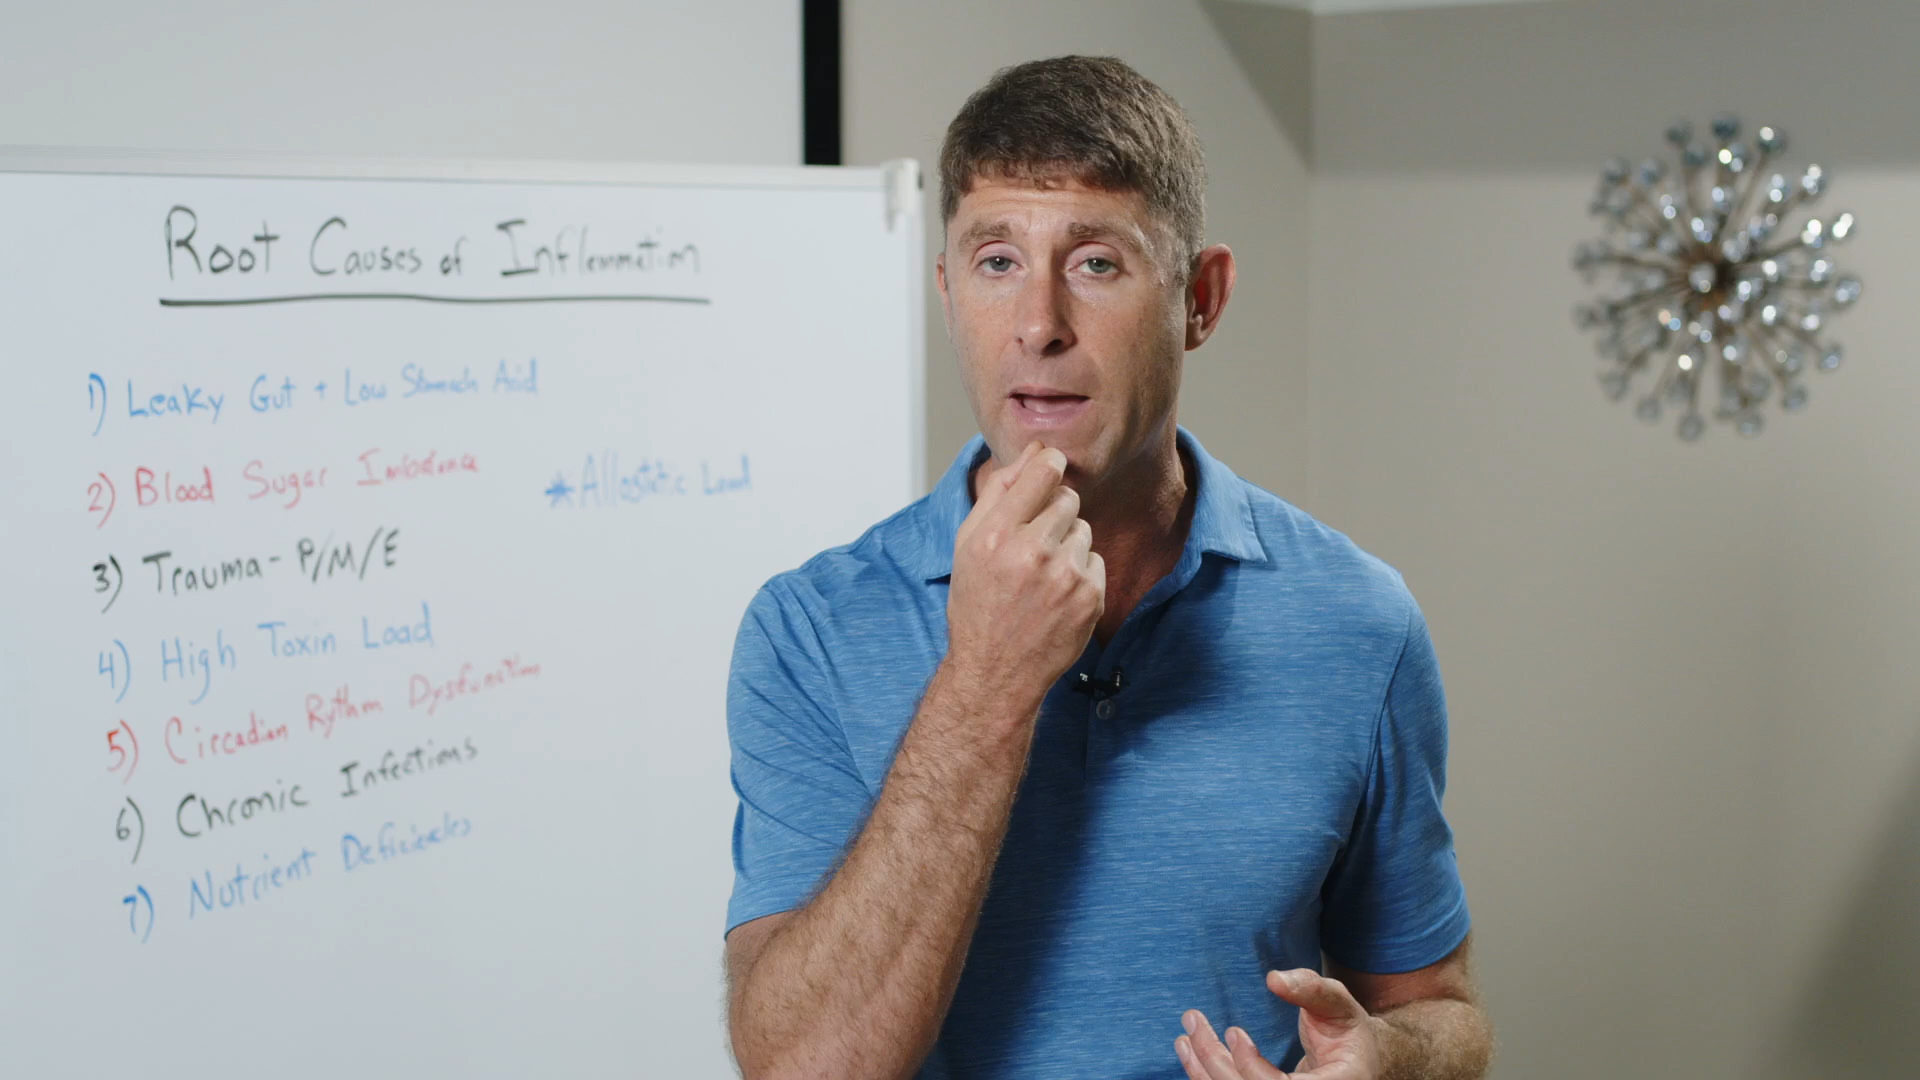 Root Causes of Inflammation
1) Leaky Gut + Low Stomach Acid
2) Blood Sugar Imbalance
*Allostatic Load
3) Trauma - P/M/E
4) High Toxin Load
5) Circadian Rythm Dysfunction
6) Chronic Infections
7) Nutrient Deficiencies